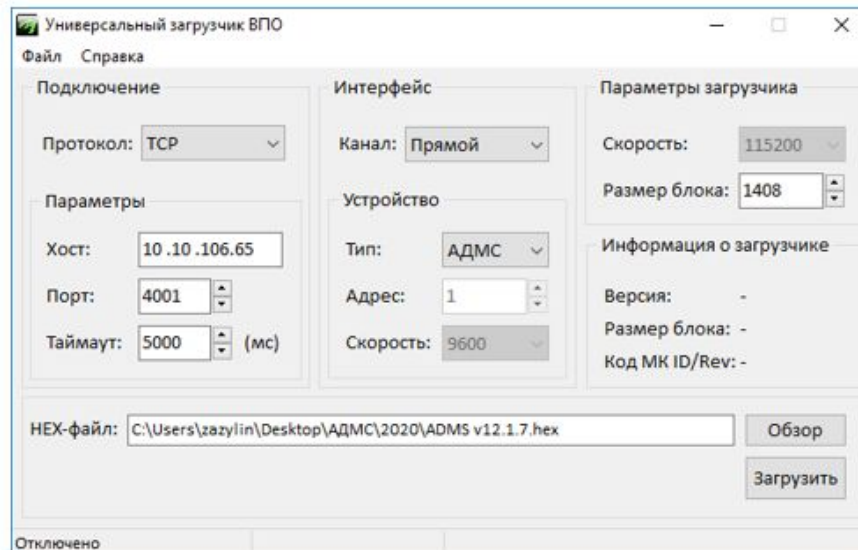 Универсальный загрузчик ВПО
Файл Справка
Подключение
Протокол: TCP
Параметры
Хост: 10 .10 .106.65
Порт: 4001
Таймаут: 5000 (мс)
Интерфейс
Канал: Прямой
Устройство
Тип: АДМС
Адрес: 1
Скорость: 9600
Параметры загрузчика
Скорость: 115200
Размер блока: 1408
Информация о загрузчике
Версия: -
Размер блока: -
Код МК ID/Rev: -
HEX-файл: C:\Users\zazylin\Desktop\АДМС\2020\ADMS v12.1.7.hex
Обзор
Загрузить
Отключено